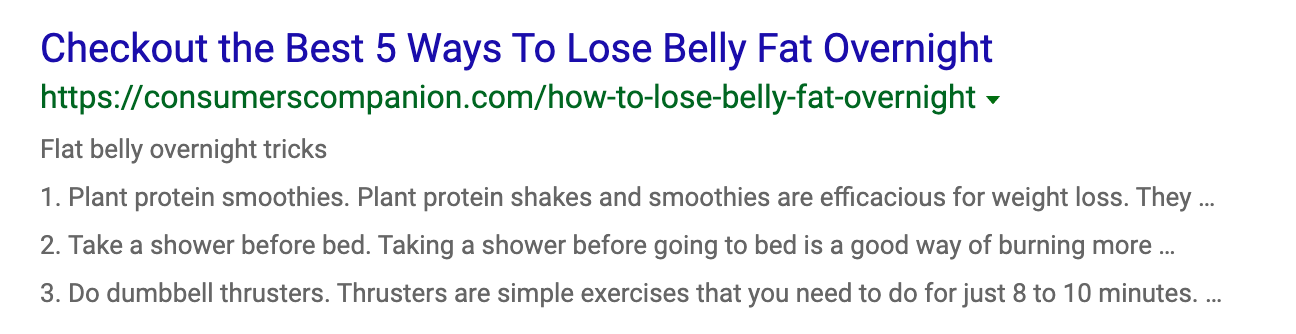 Checkout the Best 5 Ways To Lose Belly Fat Overnight
https://consumerscompanion.com/how-to-lose-belly-fat-overnight
Flat belly overnight tricks
1. Plant protein smoothies. Plant protein shakes and smoothies are efficacious for weight loss. They ...
2. Take a shower before bed. Taking a shower before going to bed is a good way of burning more ...
3. Do dumbbell thrusters. Thrusters are simple exercises that you need to do for just 8 to 10 minutes. ...